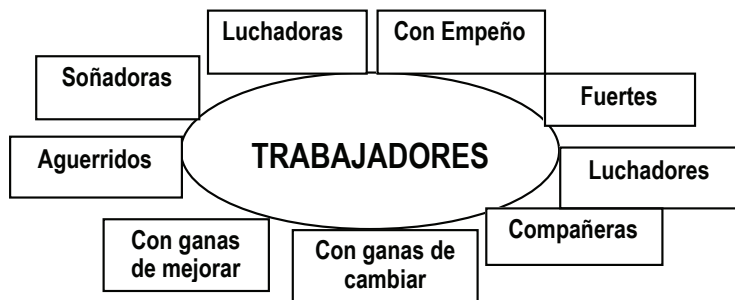 Luchadoras
Con Empeño
Soñadoras
Fuertes
Aguerridos
TRABAJADORES
Luchadores
Compañeras
Con ganas
de mejorar
Con ganas de
cambiar